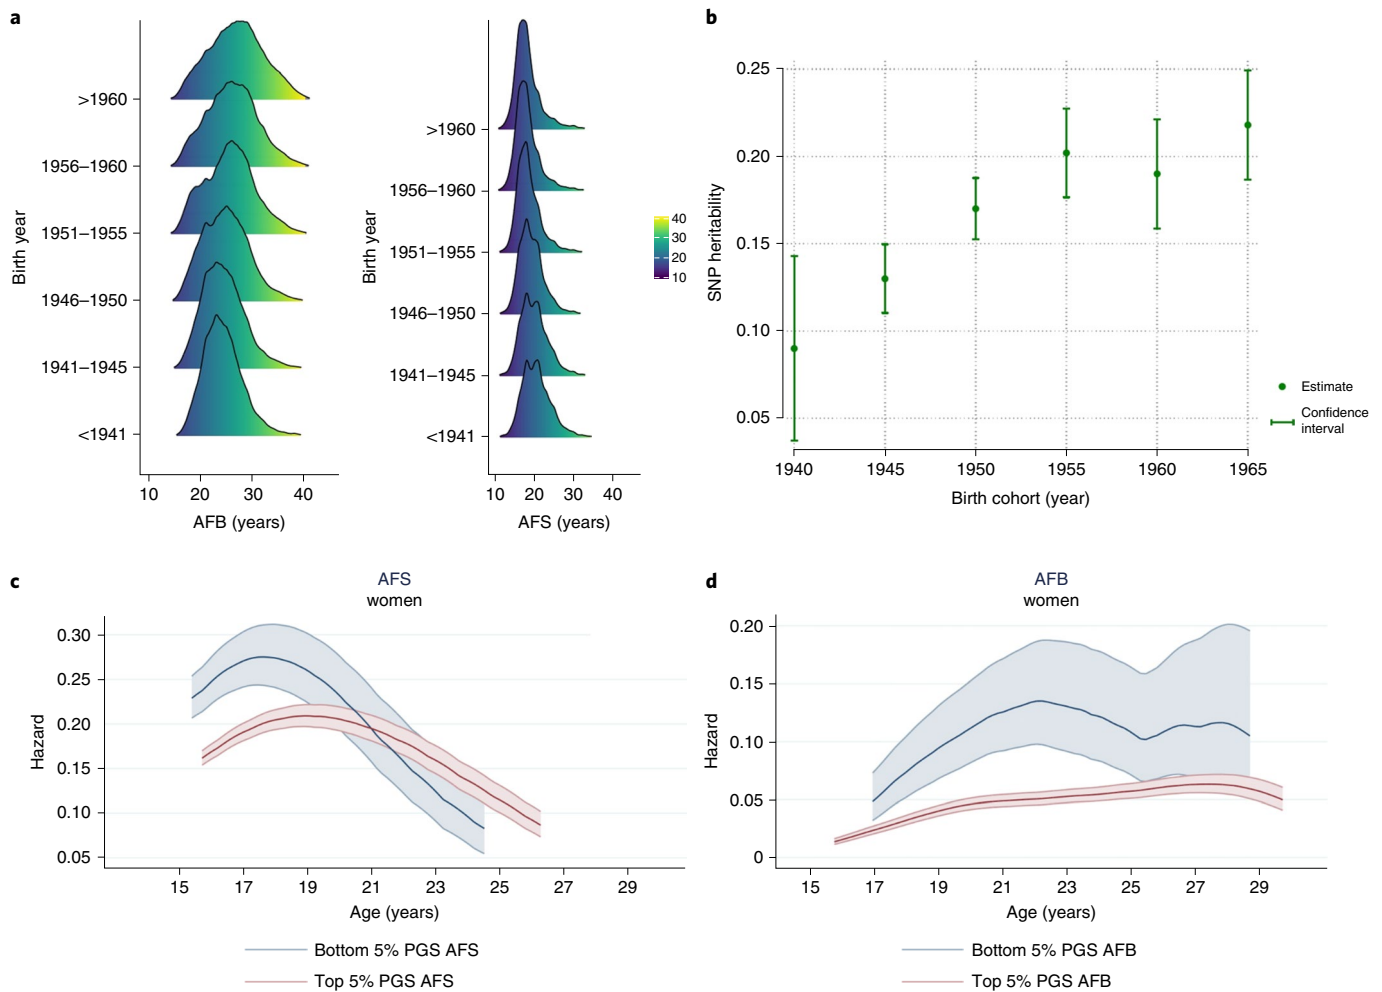 a
Birth year
>1960
1956–1960
1951–1955
1946–1950
1941–1945
<1941
10 20 30 40
AFB (years)
Birth year
>1960
1956–1960
1951–1955
1946–1950
1941–1945
<1941
10 20 30 40
AFS (years)
40
30
20
10
b
SNP heritability
0.25
0.20
0.15
0.10
0.05
1940 1945 1950 1955 1960 1965
Birth cohort (year)
Estimate
Confidence
interval
c
AFS
women
Hazard
0.30
0.25
0.20
0.15
0.10
0.05
15 17 19 21 23 25 27 29
Age (years)
Bottom 5% PGS AFS
Top 5% PGS AFS
d
AFB
women
Hazard
0.20
0.15
0.10
0.05
0
15 17 19 21 23 25 27 29
Age (years)
Bottom 5% PGS AFB
Top 5% PGS AFB